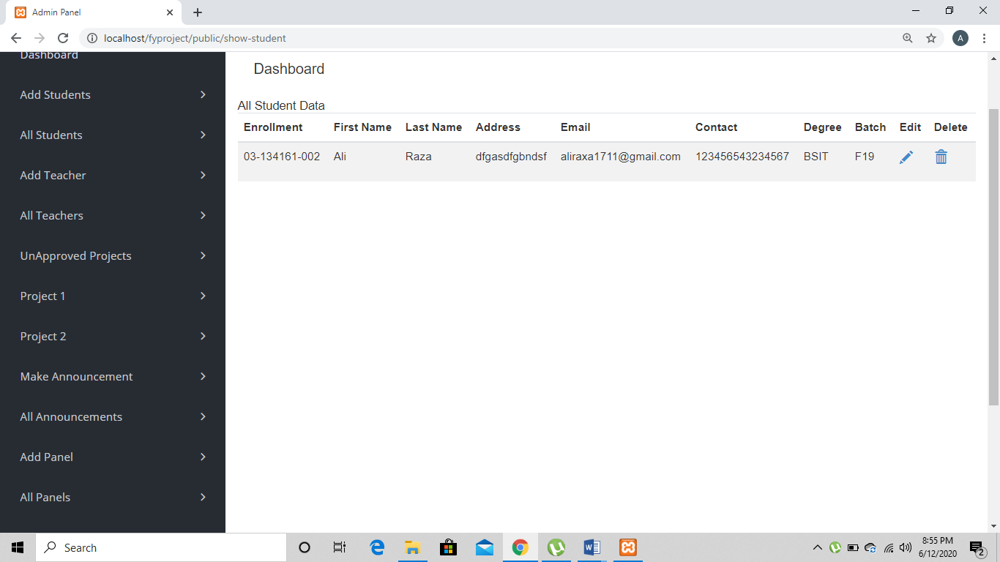 Admin Panel
localhost/fyproject/public/show-student
A
Dashboard
Add Students
All Students
Add Teacher
All Teachers
UnApproved Projects
Project 1
Project 2
Make Announcement
All Announcements
Add Panel
All Panels
Dashboard
All Student Data
Enrollment First Name Last Name Address Email Contact Degree Batch Edit Delete
03-134161-002 Ali Raza dfgasdfgbndsf aliraxa1711@gmail.com 123456543234567 BSIT F19
Search
8:55 PM
6/12/2020
2